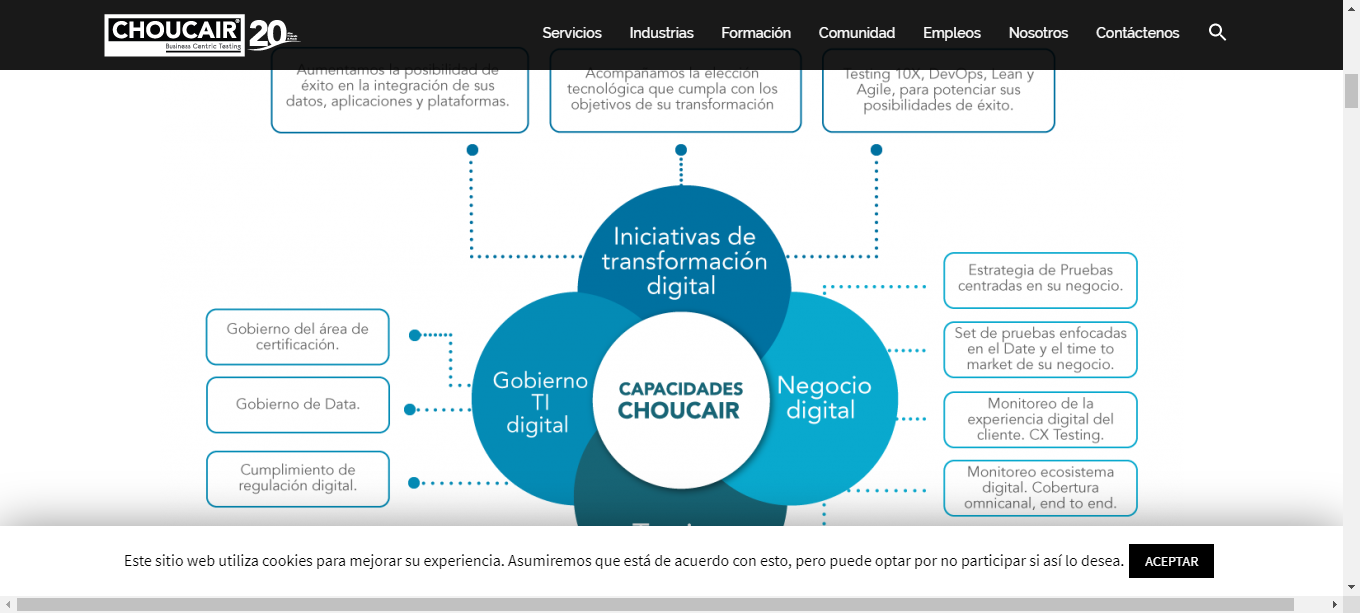 CHOUCAIR
Business Centric Testing
20
Servicios
Industrias
Formación
Comunidad
Empleos
Nosotros
Contáctenos
Aumentamos la posibilidad de
éxito en la integración de sus
datos, aplicaciones y plataformas.
Acompañamos la elección
tecnológica que cumpla con los
objetivos de su transformación
Testing 10X, DevOps, Lean y
Agile, para potenciar sus
posibilidades de éxito.
Iniciativas de
transformación
digital
Gobierno del área de
certificación.
Gobierno de Data.
Cumplimiento de
regulación digital.
Gobierno
TI
digital
CAPACIDADES
CHOUCAIR
Negocio
digital
Estrategia de Pruebas
centradas en su negocio.
Set de pruebas enfocadas
en el Date y el time to
market de su negocio.
Monitoreo de la
experiencia digital del
cliente. CX Testing.
Monitoreo ecosistema
digital. Cobertura
omnicanal, end to end.
Este sitio web utiliza cookies para mejorar su experiencia. Asumiremos que está de acuerdo con esto, pero puede optar por no participar si así lo desea.
ACEPTAR